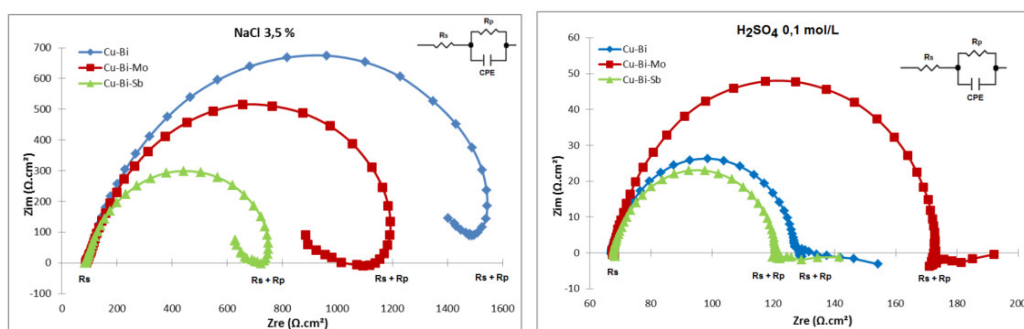 NaCl 3,5 %
Cu-Bi
Cu-Bi-Mo
Cu-Bi-Sb
Rs
Rp
CPE
Zim (Ω.cm²)
700
600
500
400
300
200
100
0
-100
Rs
Rs + Rp
Rs + Rp
Rs + Rp
0 200 400 600 800 1000 1200 1400 1600
Zre (Ω.cm²)
H₂SO₄ 0,1 mol/L
Cu-Bi
Cu-Bi-Mo
Cu-Bi-Sb
Rs
Rp
CPE
Zim (Ω.cm²)
60
50
40
30
20
10
0
-10
Rs
Rs + Rp
Rs + Rp
Rs + Rp
60 80 100 120 140 160 180 200
Zre (Ω.cm²)